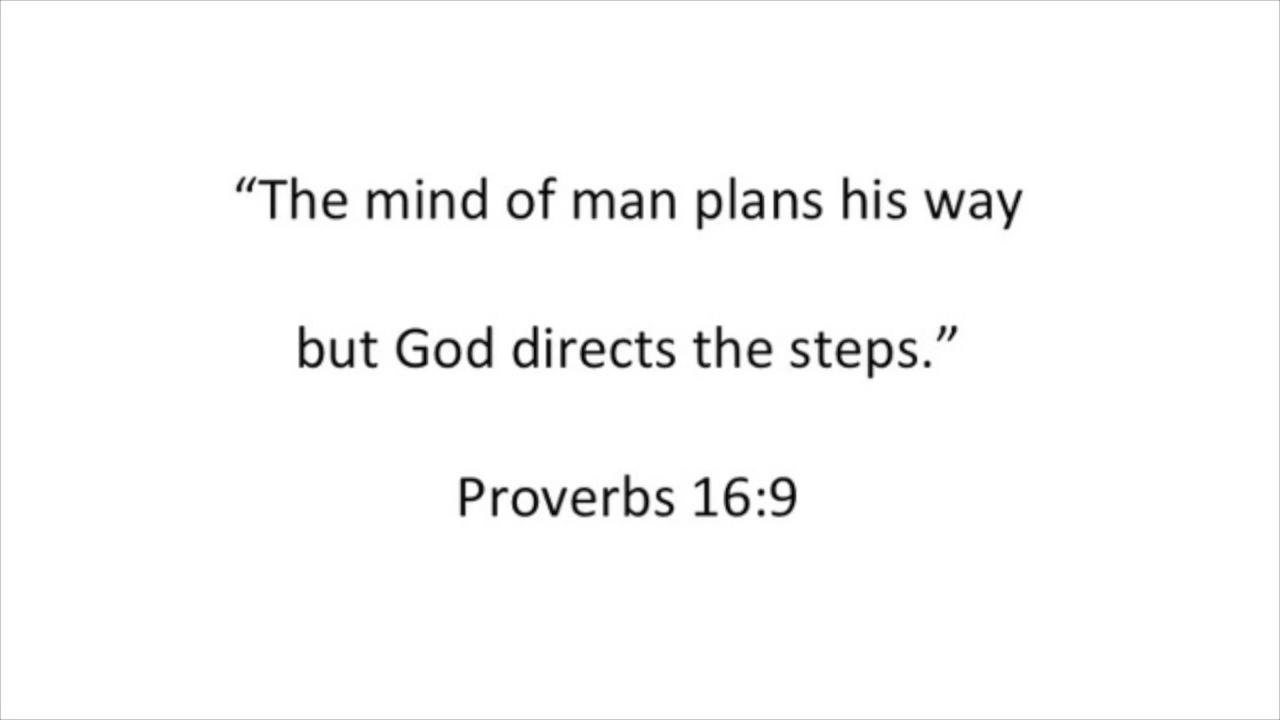 “The mind of man plans his way
but God directs the steps.”
Proverbs 16:9